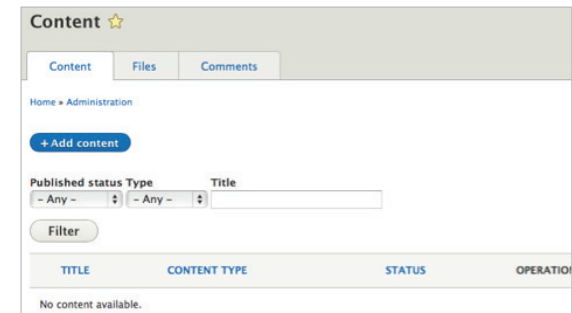 Content
Content Files Comments
Home » Administration
+ Add content
Published status Type Title
– Any – – Any –
Filter
TITLE CONTENT TYPE STATUS OPERATIO
No content available.